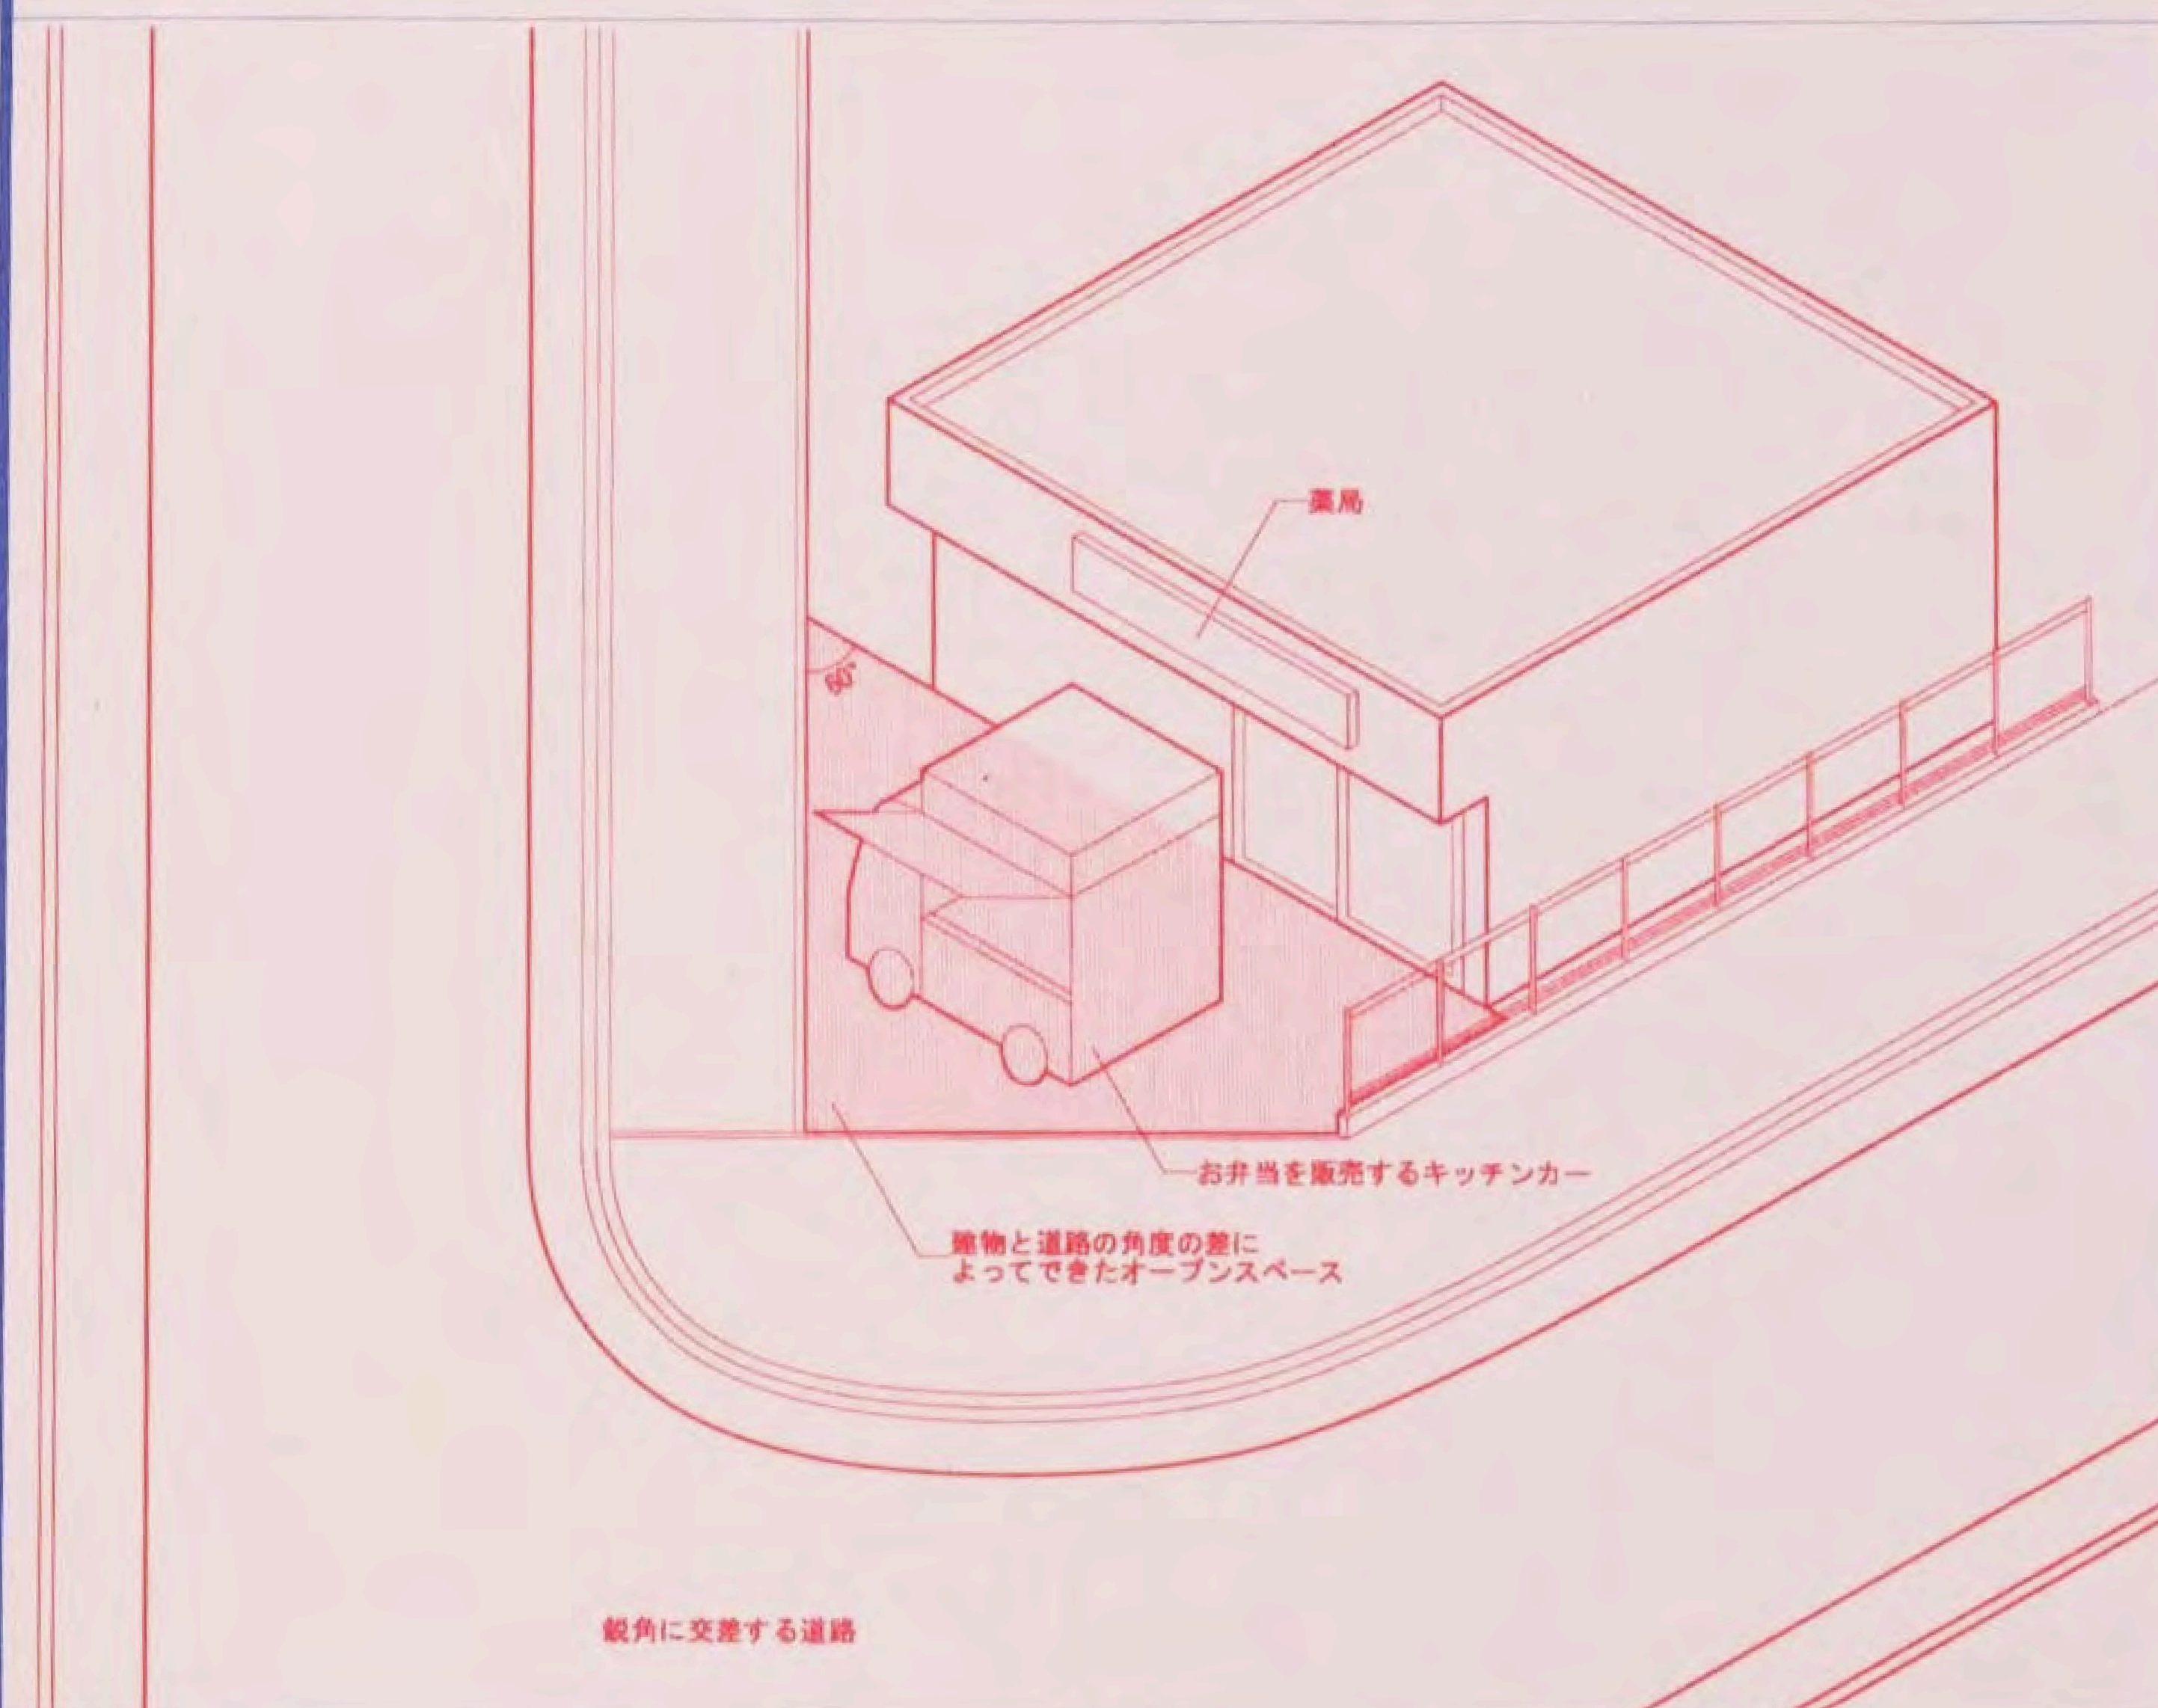 薬局
60°
お弁当を販売するキッチンカー
建物と道路の角度の差に
よってできたオープンスペース
鋭角に交差する道路